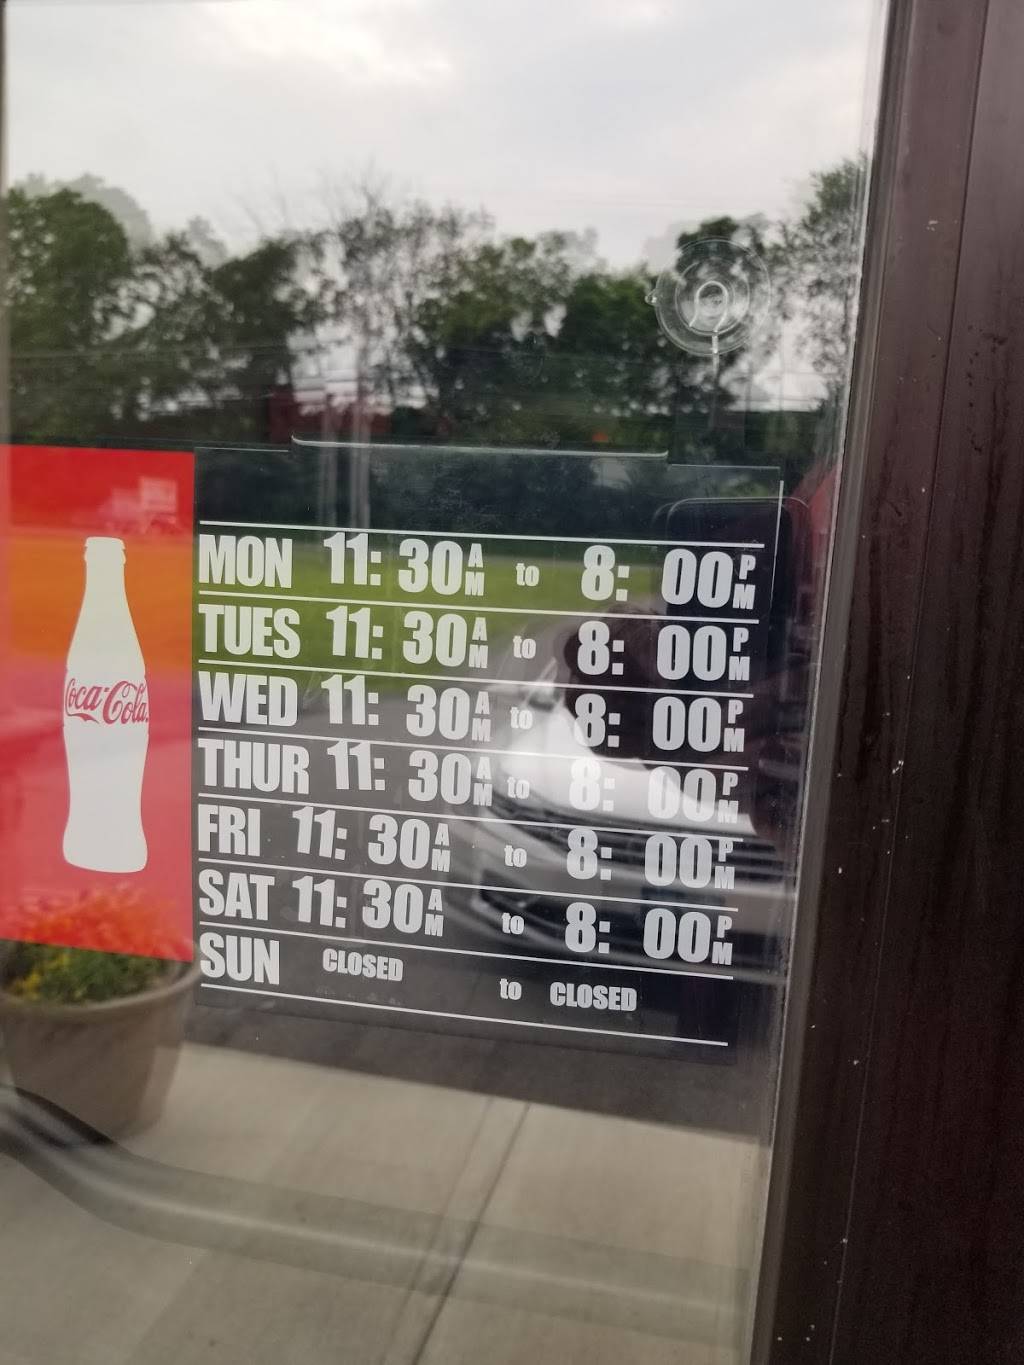 MON 11:30AM to 8:00PM
TUES 11:30AM to 8:00PM
WED 11:30AM to 8:00PM
THUR 11:30AM to 8:00PM
FRI 11:30AM to 8:00PM
SAT 11:30AM to 8:00PM
SUN CLOSED to CLOSED
Coca-Cola